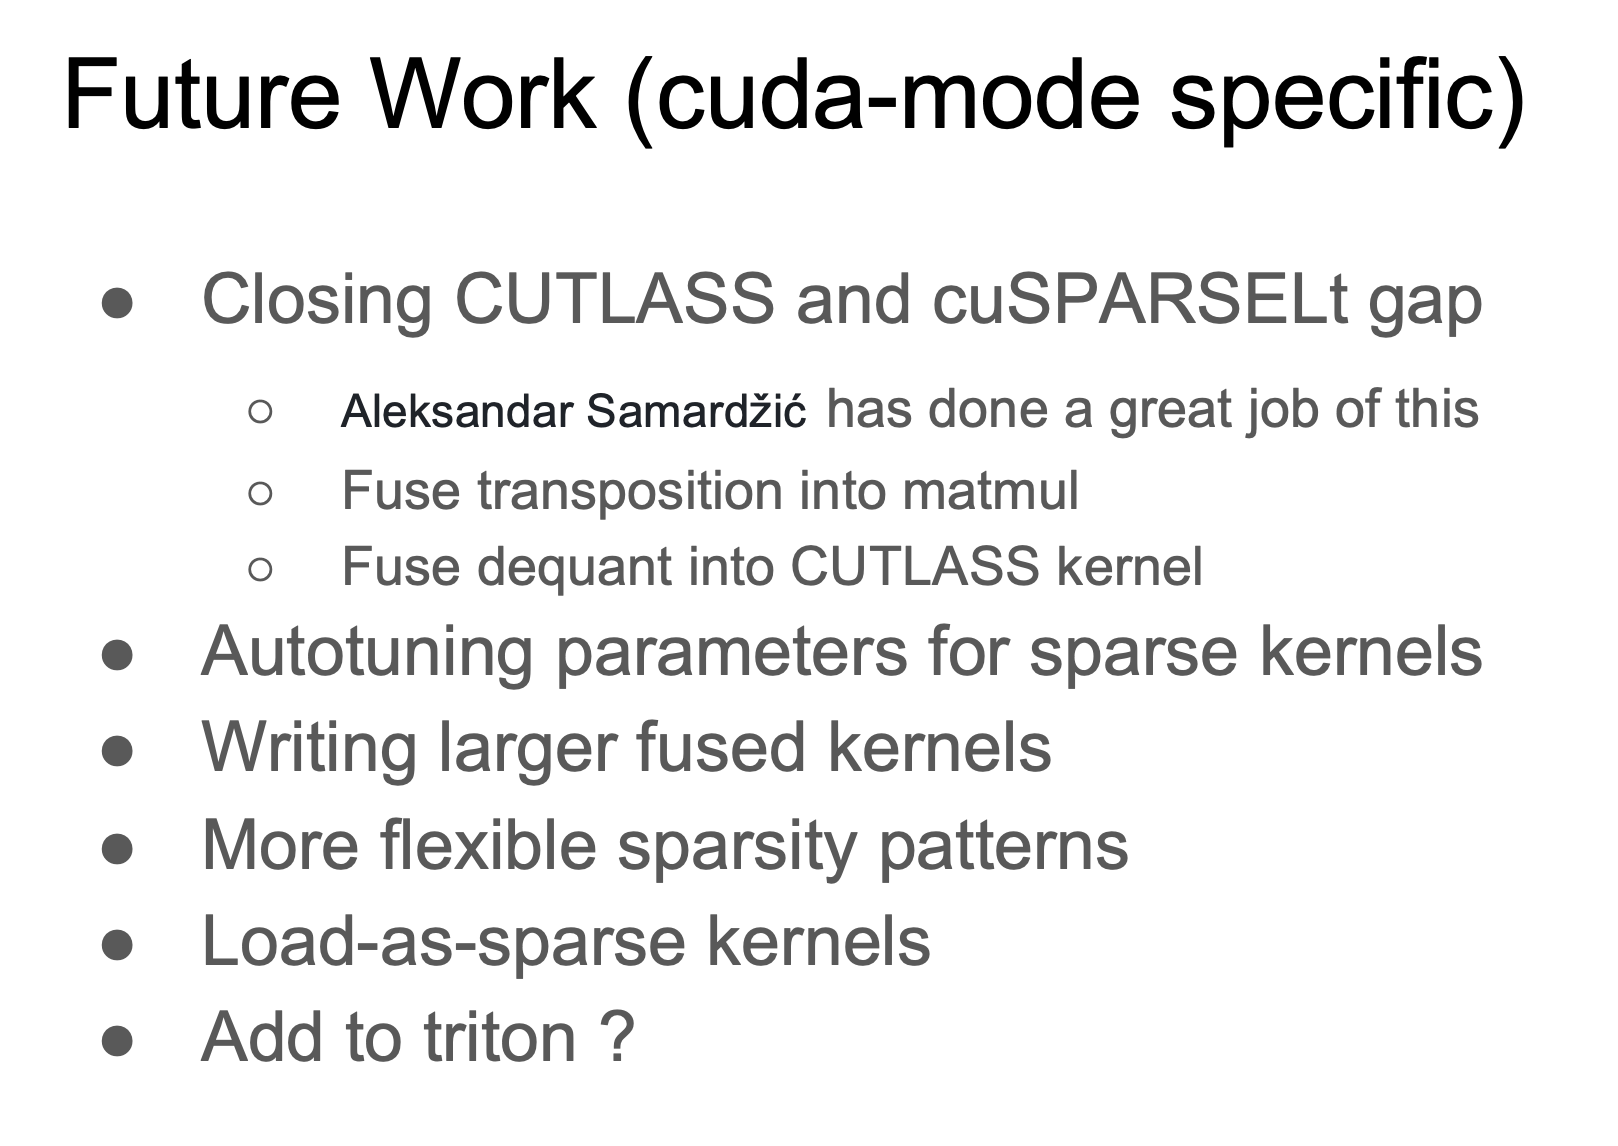 Future Work (cuda-mode specific)
● Closing CUTLASS and cuSPARSELt gap
○ Aleksandar Samardžić has done a great job of this
○ Fuse transposition into matmul
○ Fuse dequant into CUTLASS kernel
● Autotuning parameters for sparse kernels
● Writing larger fused kernels
● More flexible sparsity patterns
● Load-as-sparse kernels
● Add to triton ?